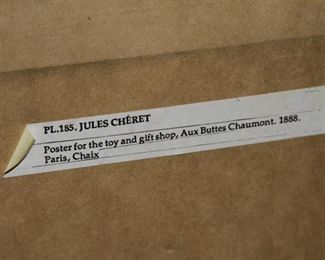 PL.185. JULES CHÉRET
Poster for the toy and gift shop, Aux Buttes Chaumont. 1888.
Paris, Chaix